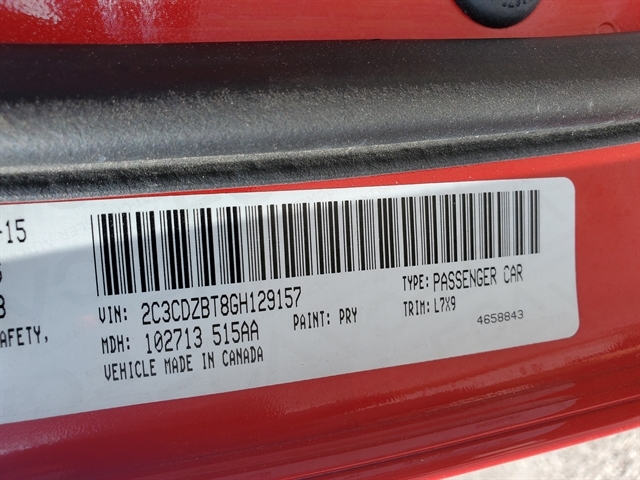 -15
VIN: 2C3CDZBT8GH129157
TYPE: PASSENGER CAR
PAINT: PRY
TRIM: L7X9
AFETY,
MDH: 102713 515AA
4658843
VEHICLE MADE IN CANADA